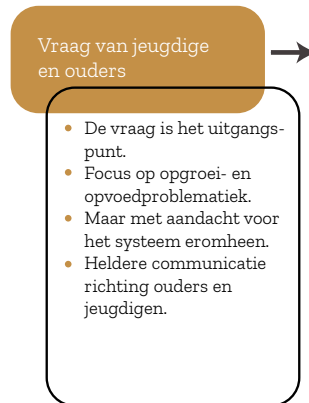 Vraag van jeugdige
en ouders
• De vraag is het uitgangs-
punt.
• Focus op opgroei- en
opvoedproblematiek.
• Maar met aandacht voor
het systeem eromheen.
• Heldere communicatie
richting ouders en
jeugdigen.